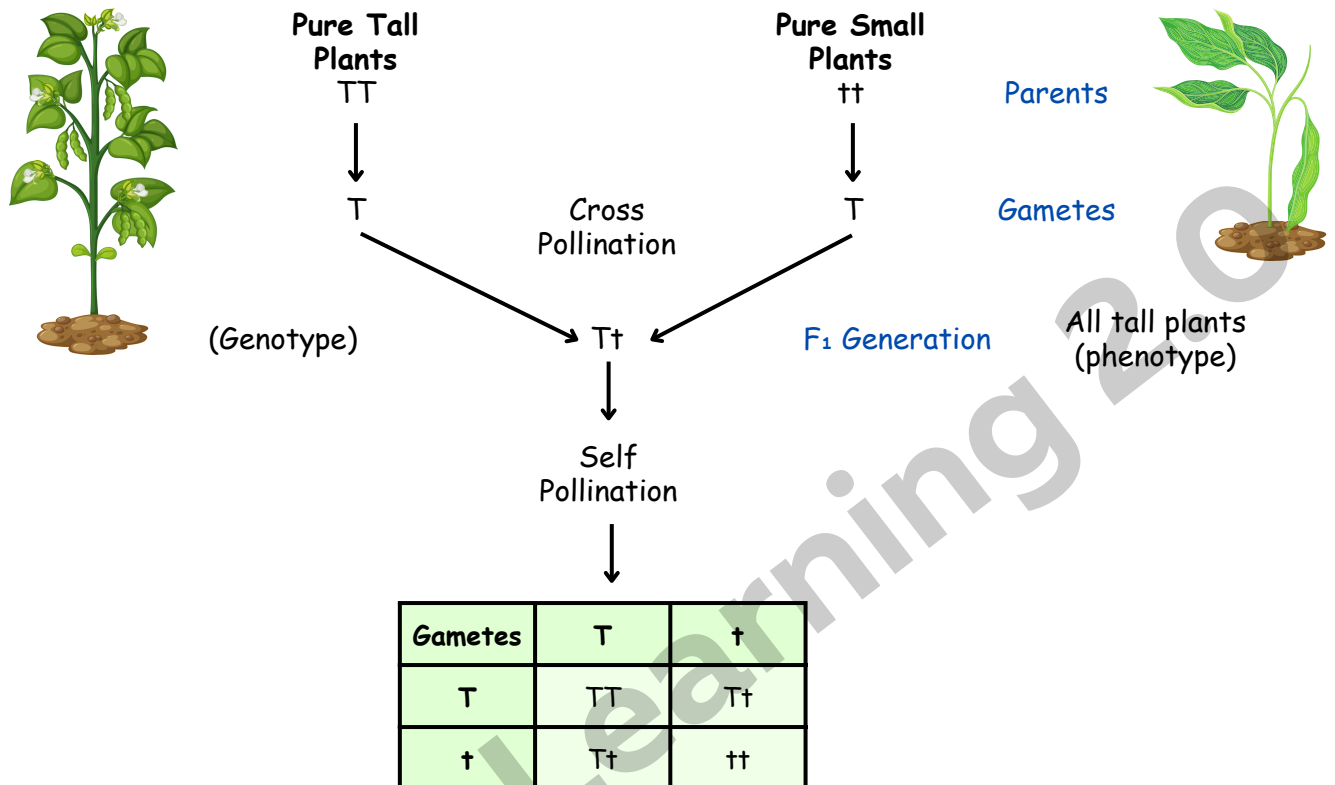 Pure Tall
Plants
TT
Pure Small
Plants
tt
Parents
T
Cross
Pollination
T
Gametes
(Genotype)
Tt
F₁ Generation
All tall plants
(phenotype)
Self
Pollination
Gametes T t
T TT Tt
t Tt tt
Learning 2.0